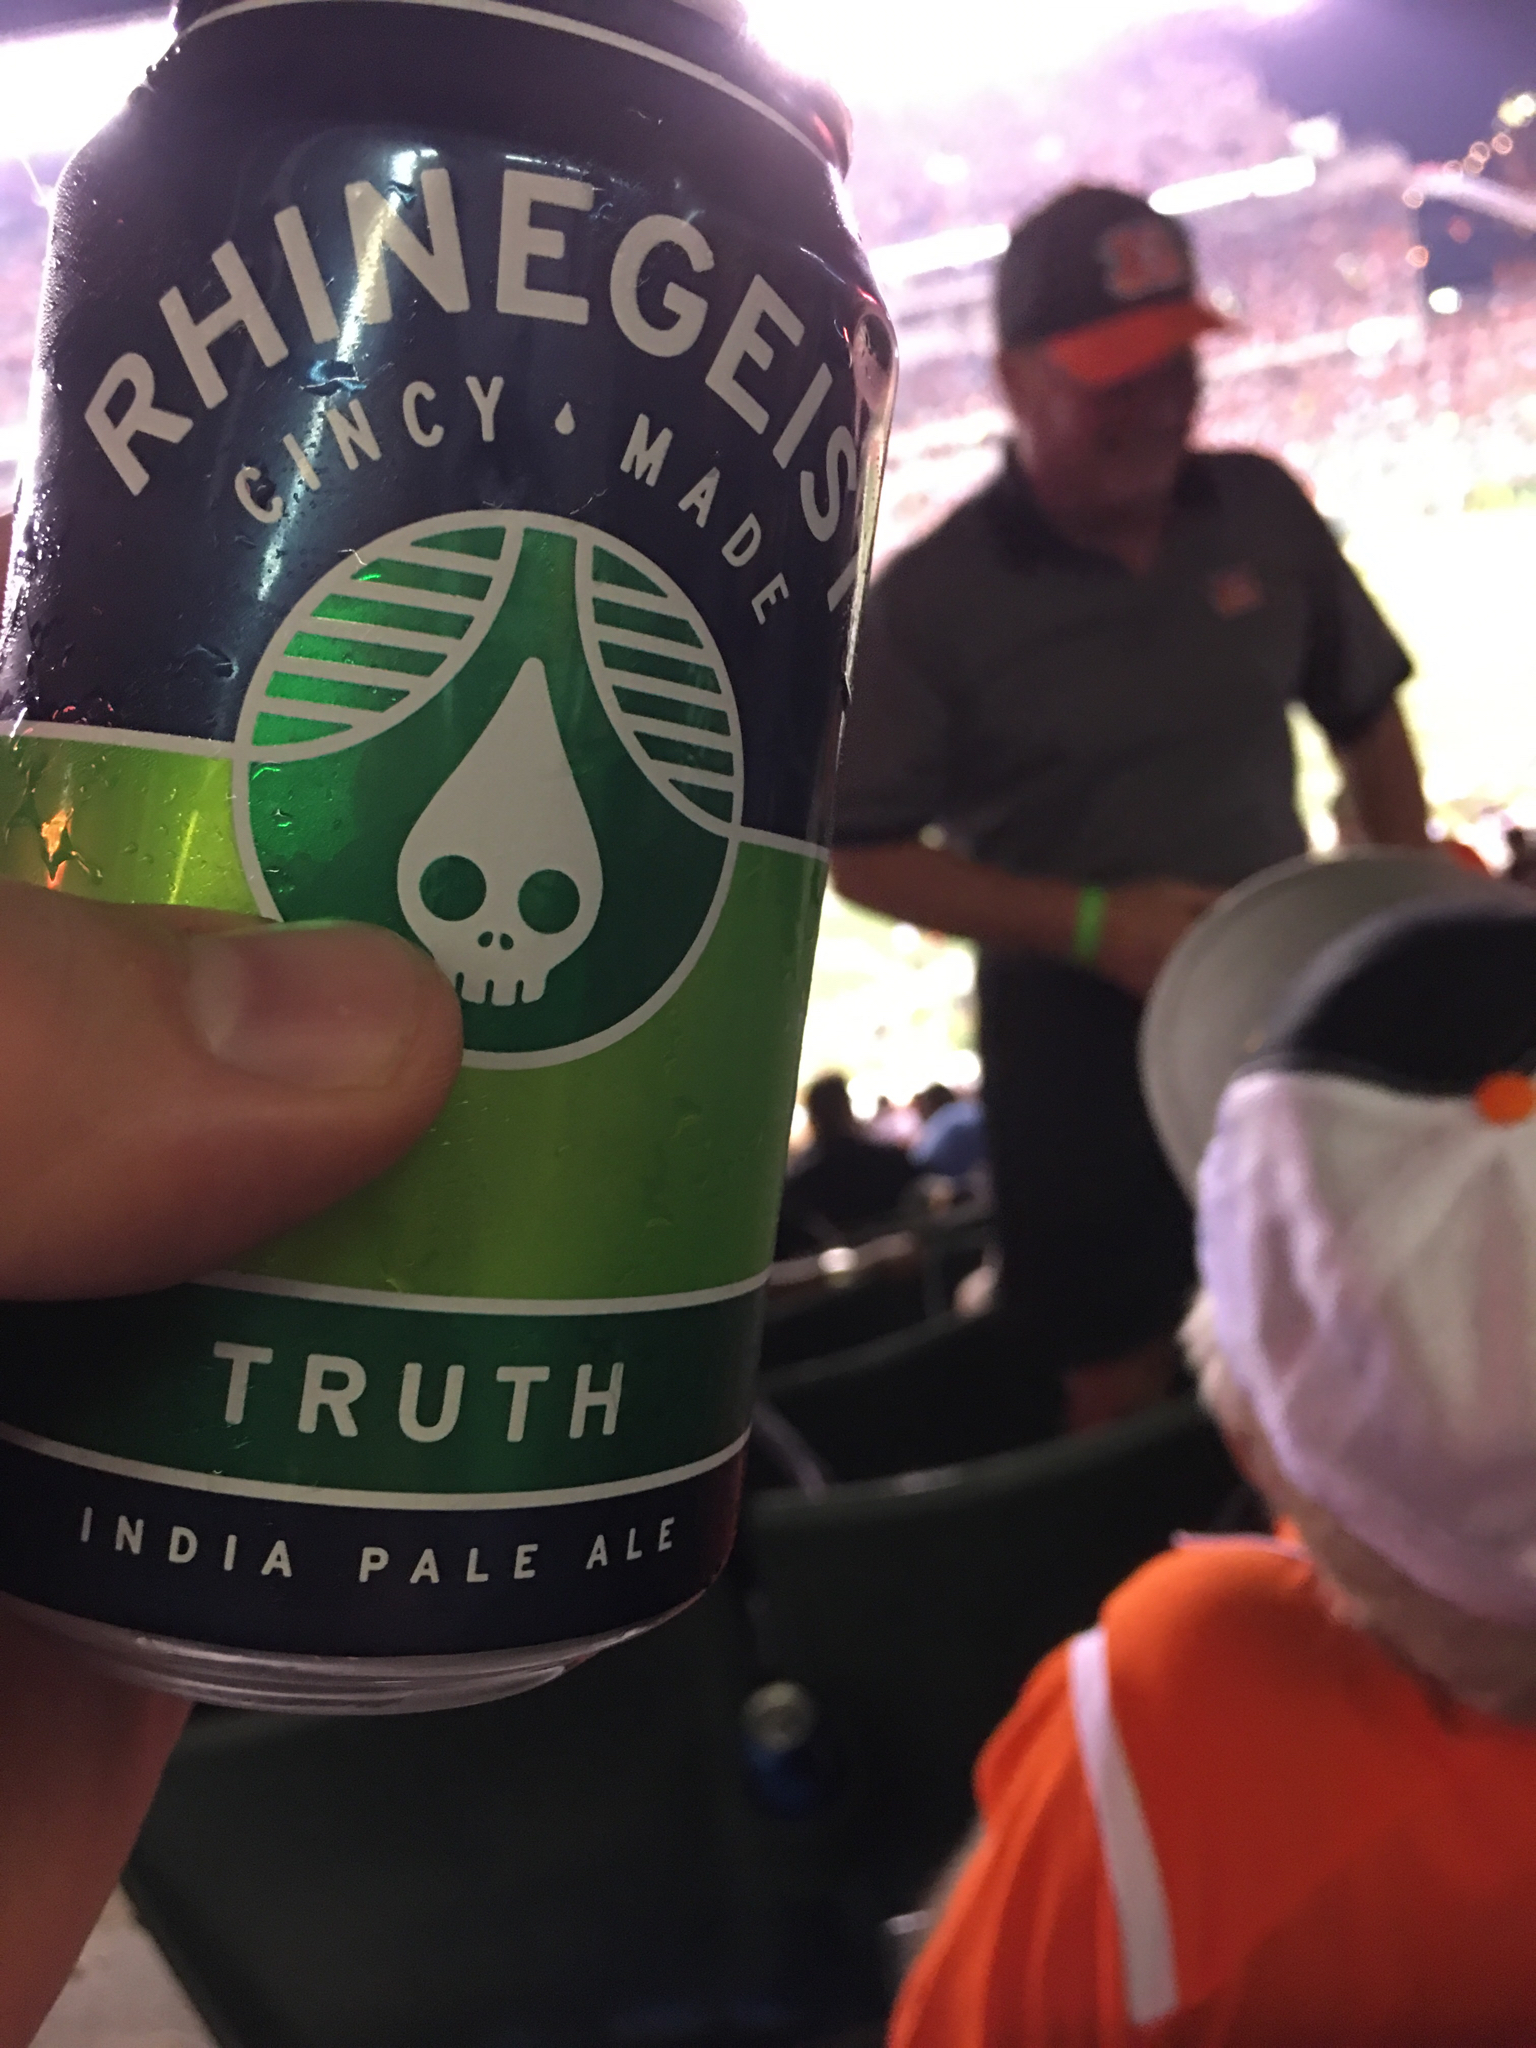 RHINEGEIST
CINCY • MADE
TRUTH
INDIA PALE ALE